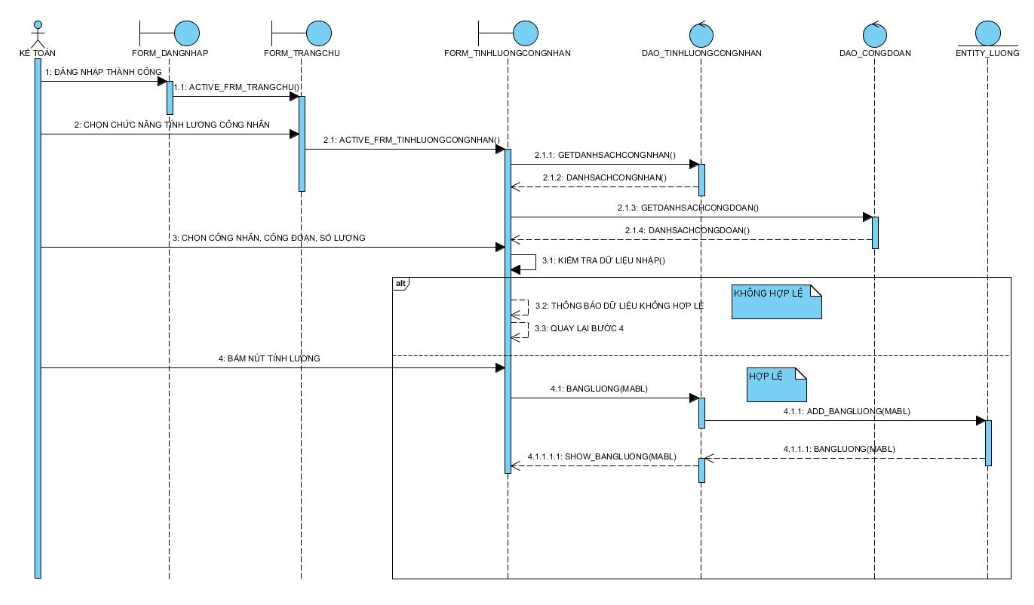 KẾ TOÁN
FORM_DANGNHAP
FORM_TRANGCHU
FORM_TINHLUONGCONGNHAN
DAO_TINHLUONGCONGNHAN
DAO_CONGDOAN
ENTITY_LUONG
1: ĐĂNG NHẬP THÀNH CÔNG
1.1: ACTIVE_FRM_TRANGCHU()
2: CHỌN CHỨC NĂNG TÍNH LƯƠNG CÔNG NHÂN
2.1: ACTIVE_FRM_TINHLUONGCONGNHAN()
2.1.1: GETDANHSACHCONGNHAN()
2.1.2: DANHSACHCONGNHAN()
2.1.3: GETDANHSACHCONGDOAN()
2.1.4: DANHSACHCONGDOAN()
3: CHỌN CÔNG NHÂN, CÔNG ĐOẠN, SỐ LƯỢNG
3.1: KIỂM TRA DỮ LIỆU NHẬP()
alt
KHÔNG HỢP LỆ
3.2: THÔNG BÁO DỮ LIỆU KHÔNG HỢP LỆ
3.3: QUAY LẠI BƯỚC 4
4: BẤM NÚT TÍNH LƯƠNG
HỢP LỆ
4.1: BANGLUONG(MABL)
4.1.1: ADD_BANGLUONG(MABL)
4.1.1.1: BANGLUONG(MABL)
4.1.1.1.1: SHOW_BANGLUONG(MABL)